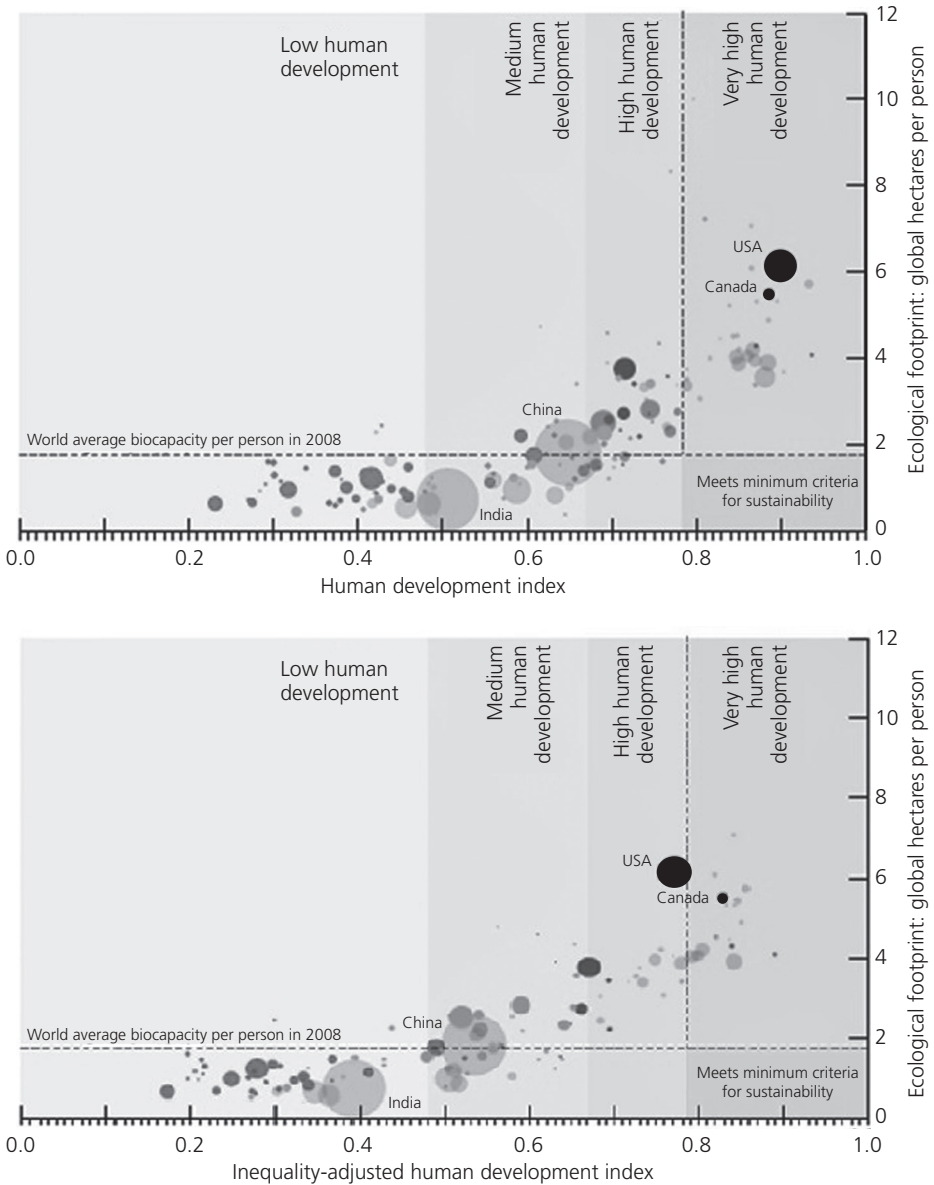 Low human
development
Medium
human
development
High human
development
Very high
human
development
12
10
8
6
4
2
0
Ecological footprint: global hectares per person
USA
Canada
China
India
World average biocapacity per person in 2008
Meets minimum criteria
for sustainability
0.0
0.2
0.4
0.6
0.8
1.0
Human development index
Low human
development
Medium
human
development
High human
development
Very high
human
development
12
10
8
6
4
2
0
Ecological footprint: global hectares per person
USA
Canada
China
India
World average biocapacity per person in 2008
Meets minimum criteria
for sustainability
0.0
0.2
0.4
0.6
0.8
1.0
Inequality-adjusted human development index